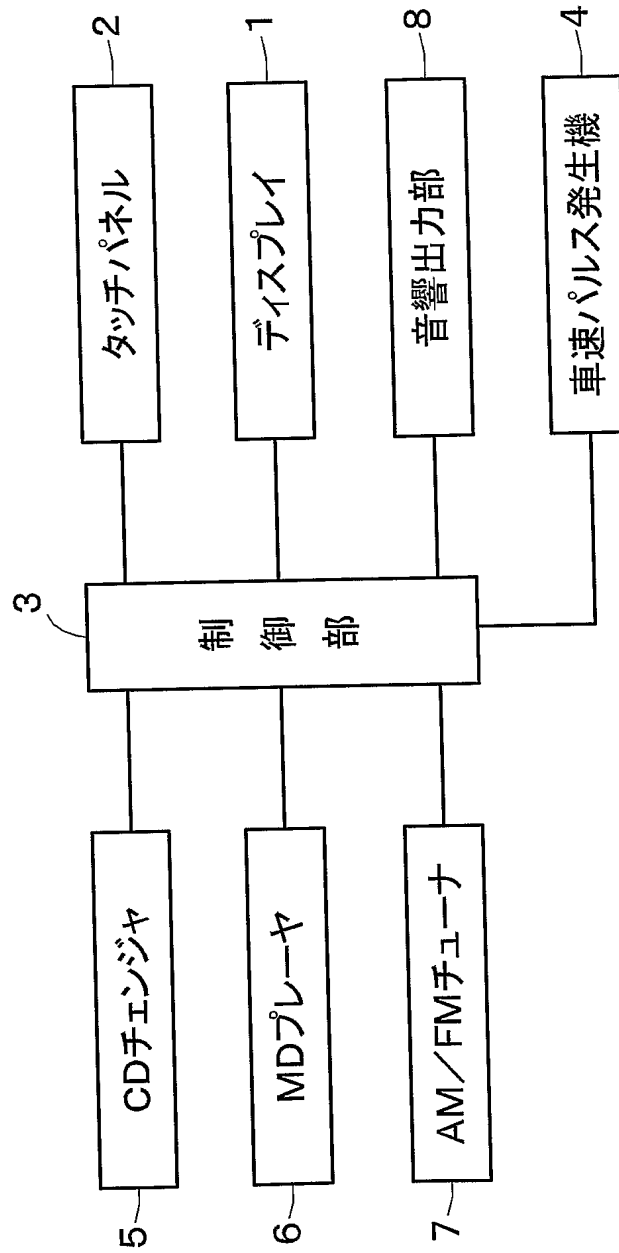 3
制御部
5
CDチェンジャ
6
MDプレーヤ
7
AM／FMチューナ
タッチパネル
2
ディスプレイ
1
音響出力部
8
車速パルス発生機
4